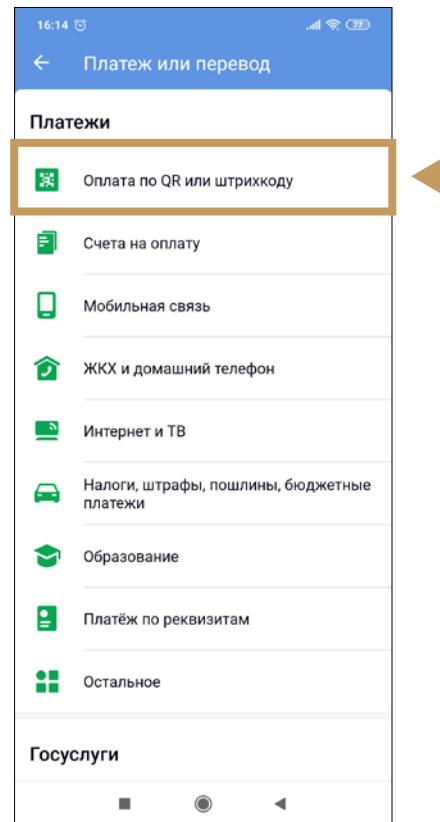 16:14
77
Платеж или перевод
Платежи
Оплата по QR или штрихкоду
Счета на оплату
Мобильная связь
ЖКХ и домашний телефон
Интернет и ТВ
Налоги, штрафы, пошлины, бюджетные
платежи
Образование
Платёж по реквизитам
Остальное
Госуслуги